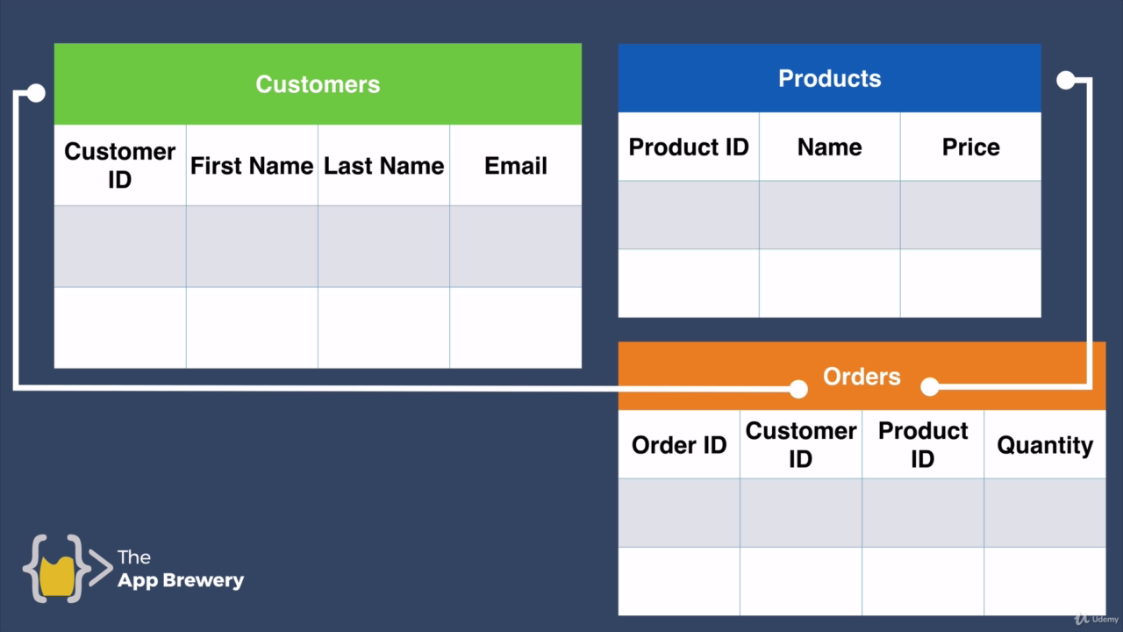 Customers
Customer
ID
First Name
Last Name
Email
Products
Product ID
Name
Price
Orders
Order ID
Customer
ID
Product
ID
Quantity
The
App Brewery
Udemy